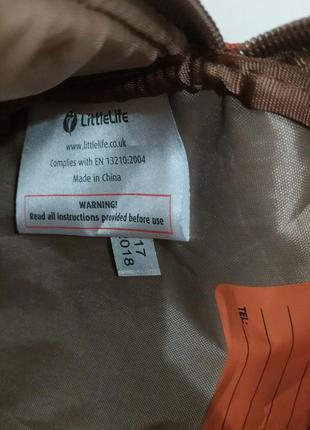 LittleLife
www.littlelife.co.uk
Complies with EN 13210:2004
Made in China
WARNING!
Read all instructions provided before use
17
2018
TEL: